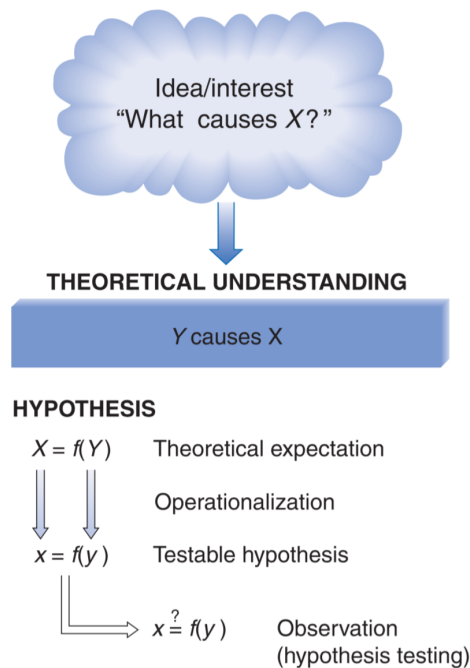 Idea/interest
“What causes X?”
THEORETICAL UNDERSTANDING
Y causes X
HYPOTHESIS
X = f(Y) Theoretical expectation
Operationalization
x = f(y) Testable hypothesis
x ≟ f(y) Observation
(hypothesis testing)